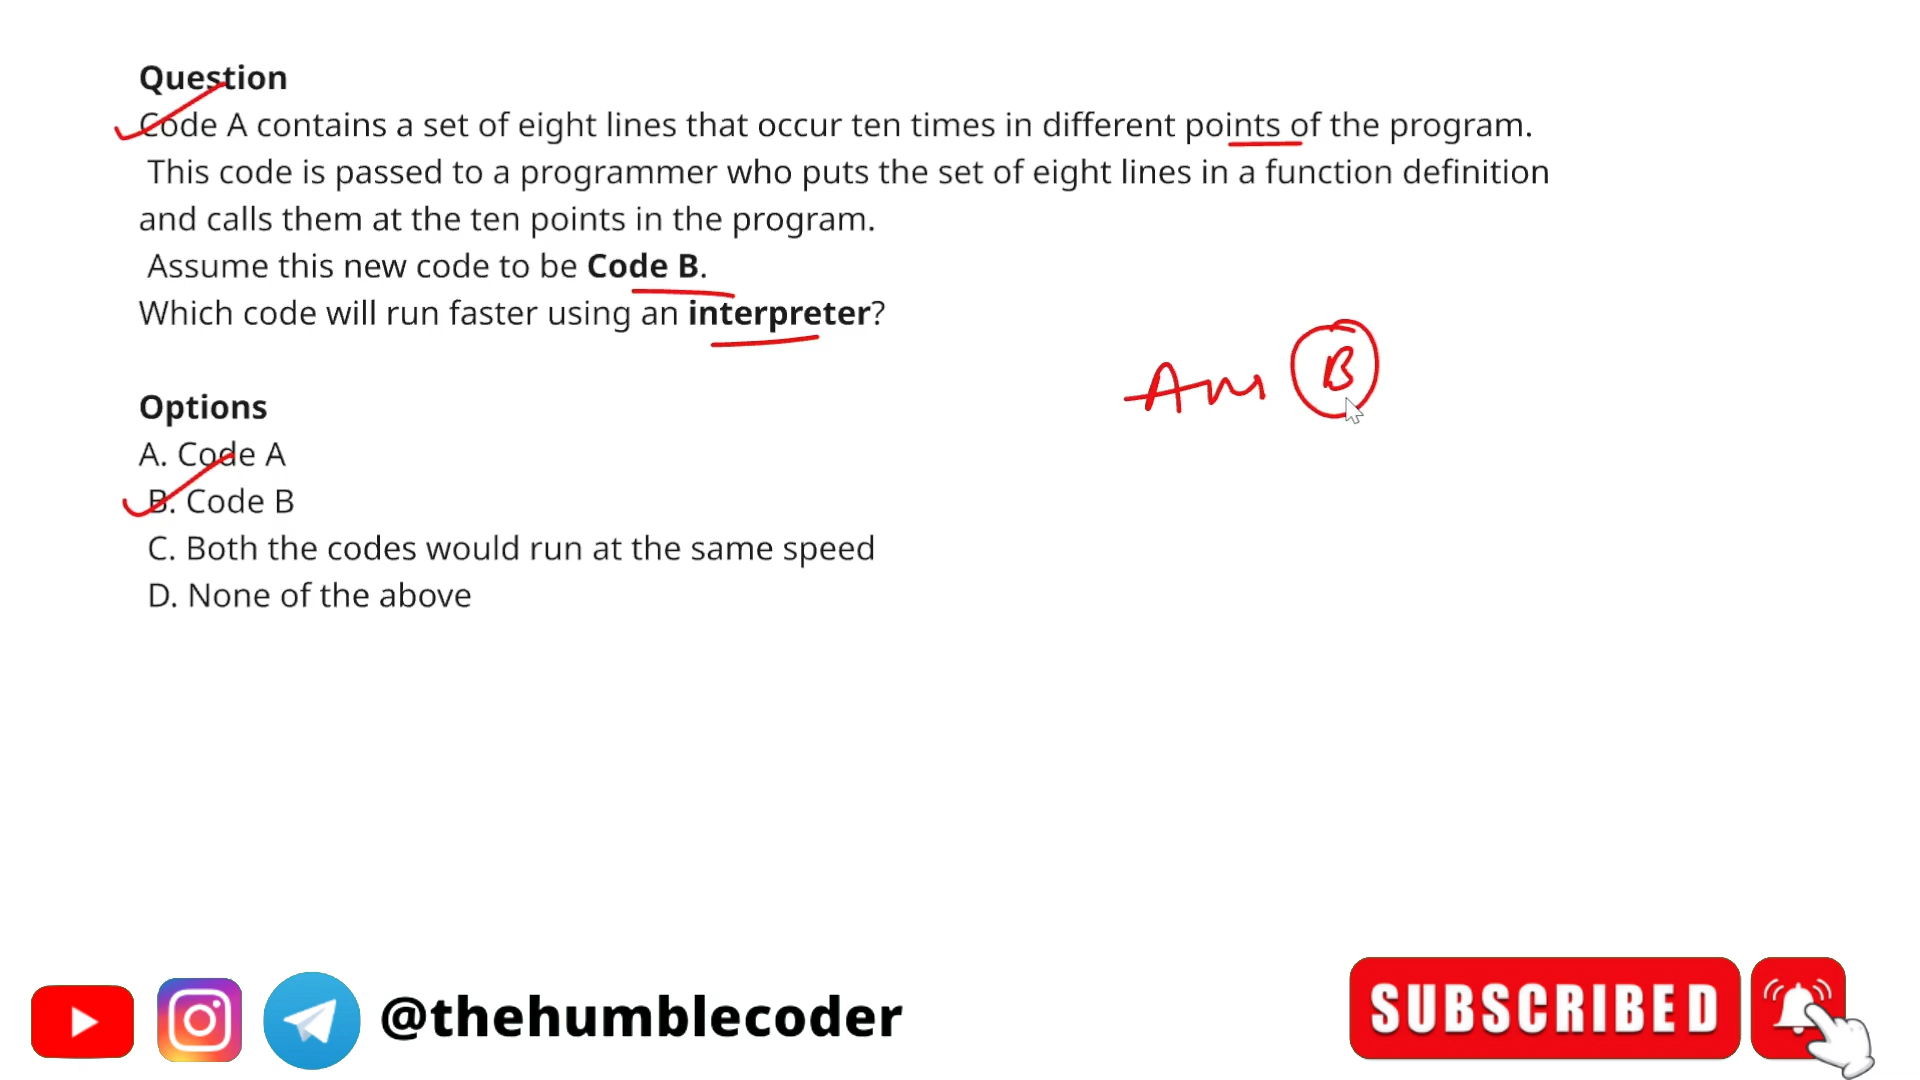 Question
Code A contains a set of eight lines that occur ten times in different points of the program.
This code is passed to a programmer who puts the set of eight lines in a function definition
and calls them at the ten points in the program.
Assume this new code to be Code B.
Which code will run faster using an interpreter?
Ans B
Options
A. Code A
B. Code B
C. Both the codes would run at the same speed
D. None of the above
@thehumblecoder
SUBSCRIBED